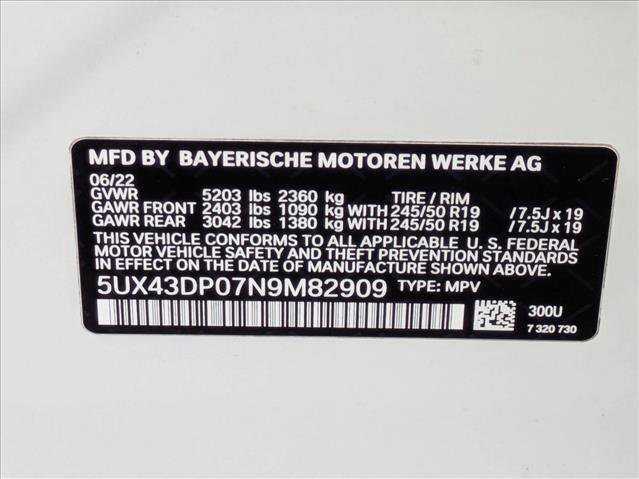 MFD BY BAYERISCHE MOTOREN WERKE AG
06/22
GVWR 5203 lbs 2360 kg TIRE / RIM
GAWR FRONT 2403 lbs 1090 kg WITH 245/50 R19 /7.5J x 19
GAWR REAR 3042 lbs 1380 kg WITH 245/50 R19 /7.5J x 19
THIS VEHICLE CONFORMS TO ALL APPLICABLE U. S. FEDERAL
MOTOR VEHICLE SAFETY AND THEFT PREVENTION STANDARDS
IN EFFECT ON THE DATE OF MANUFACTURE SHOWN ABOVE.
5UX43DP07N9M82909 TYPE: MPV
300U
7 320 730